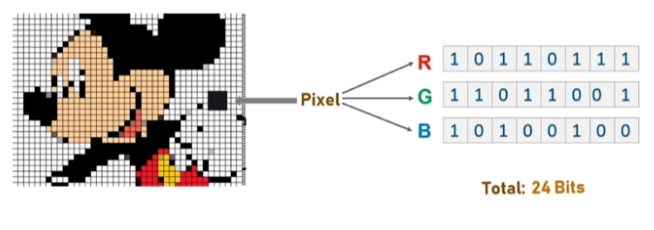 R 1 0 1 1 0 1 1 1
Pixel
G 1 1 0 1 1 0 0 1
B 1 0 1 0 0 1 0 0
Total: 24 Bits